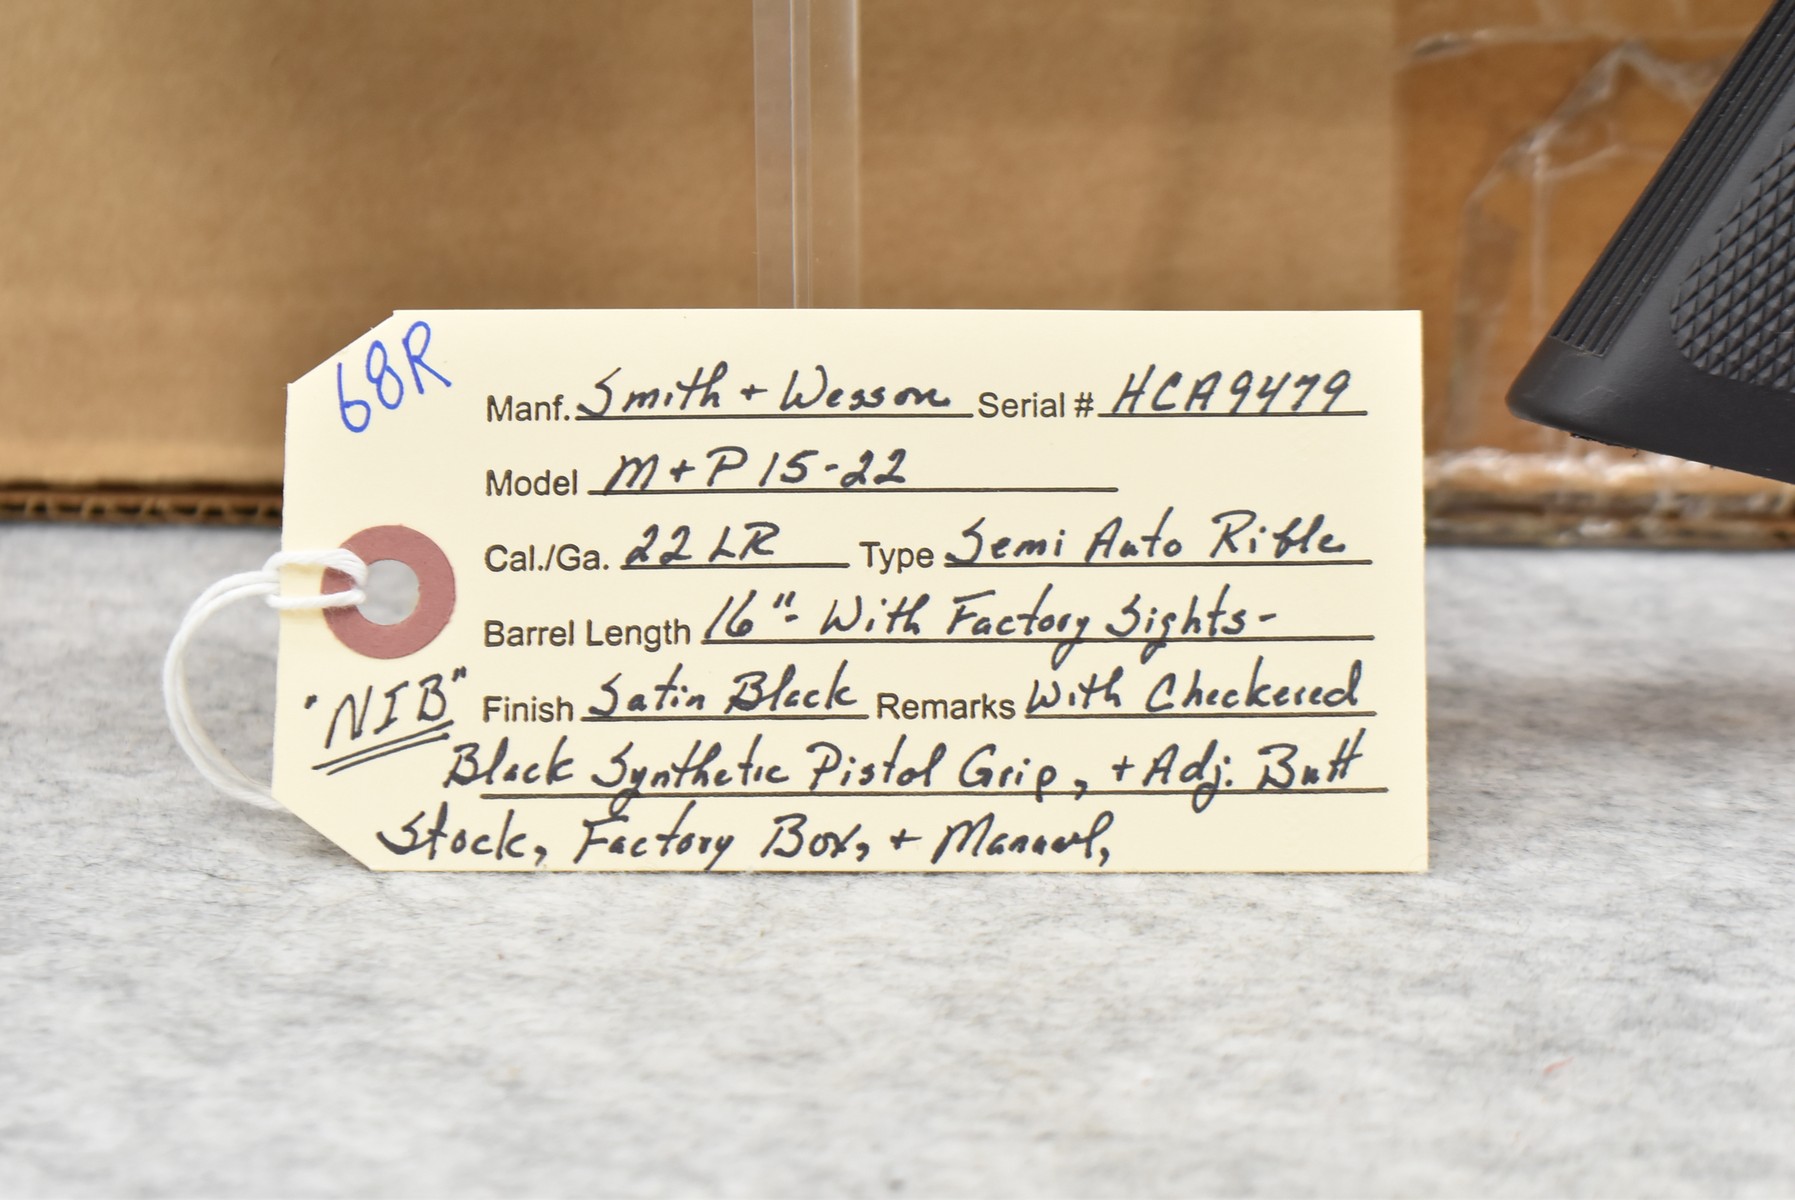 68R
Manf. Smith + Wesson Serial # HCA9479
Model M+P 15-22
Cal./Ga. 22 LR Type Semi Auto Rifle
Barrel Length 16"- With Factory Sights-
"NIB" Finish Satin Black Remarks With Checkered
Black Synthetic Pistol Grip, + Adj. Butt
Stock, Factory Box, + Manual,